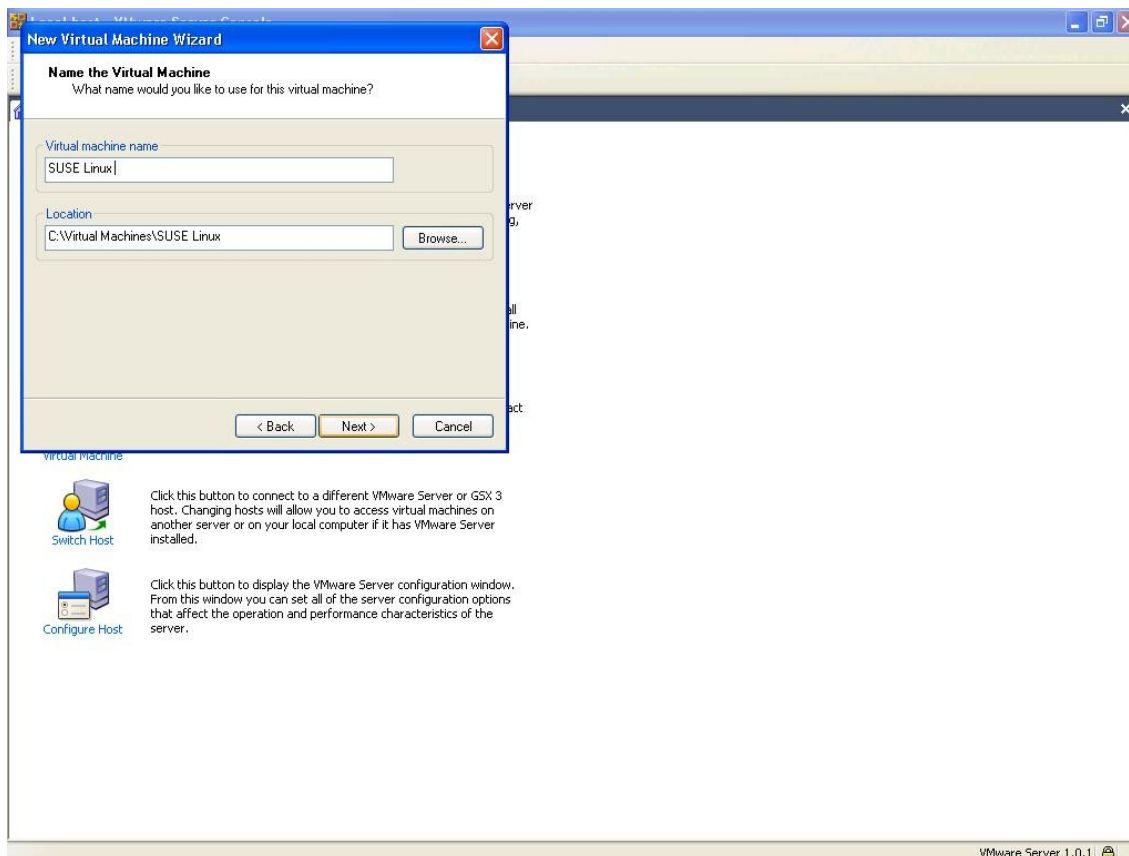 Local host - VMware Server Console
New Virtual Machine Wizard
Name the Virtual Machine
What name would you like to use for this virtual machine?
Virtual machine name
SUSE Linux
Location
C:\Virtual Machines\SUSE Linux
Browse...
< Back
Next >
Cancel
Virtual Machine
Click this button to connect to a different VMware Server or GSX 3
host. Changing hosts will allow you to access virtual machines on
another server or on your local computer if it has VMware Server
installed.
Switch Host
Click this button to display the VMware Server configuration window.
From this window you can set all of the server configuration options
that affect the operation and performance characteristics of the
server.
Configure Host
VMware Server 1.0.1